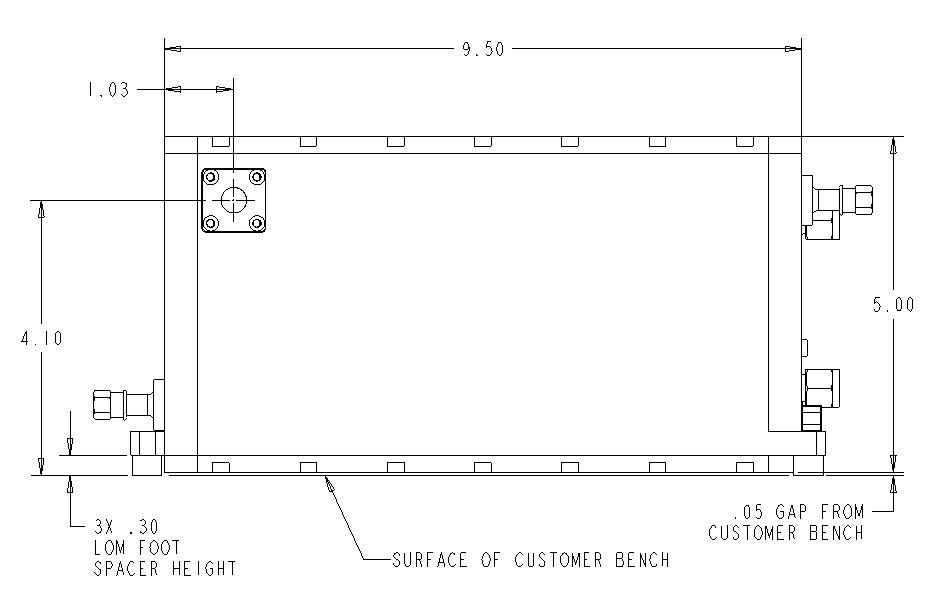 9.50
1.03
5.00
4.10
3X .30
LOM FOOT
SPACER HEIGHT
.05 GAP FROM
CUSTOMER BENCH
SURFACE OF CUSTOMER BENCH